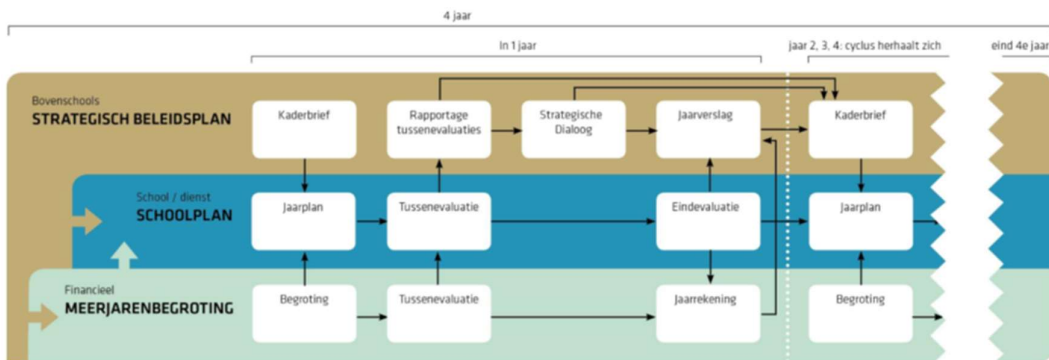 4 jaar
In 1 jaar
jaar 2, 3, 4: cyclus herhaalt zich
eind 4e jaar
Bovenschools
STRATEGISCH BELEIDSPLAN
Kaderbrief
Rapportage
tussenevaluaties
Strategische
Dialoog
Jaarverslag
Kaderbrief
School / dienst
SCHOOLPLAN
Jaarplan
Tussenevaluatie
Eindevaluatie
Jaarplan
Financieel
MEERJARENBEGROTING
Begroting
Tussenevaluatie
Jaarrekening
Begroting